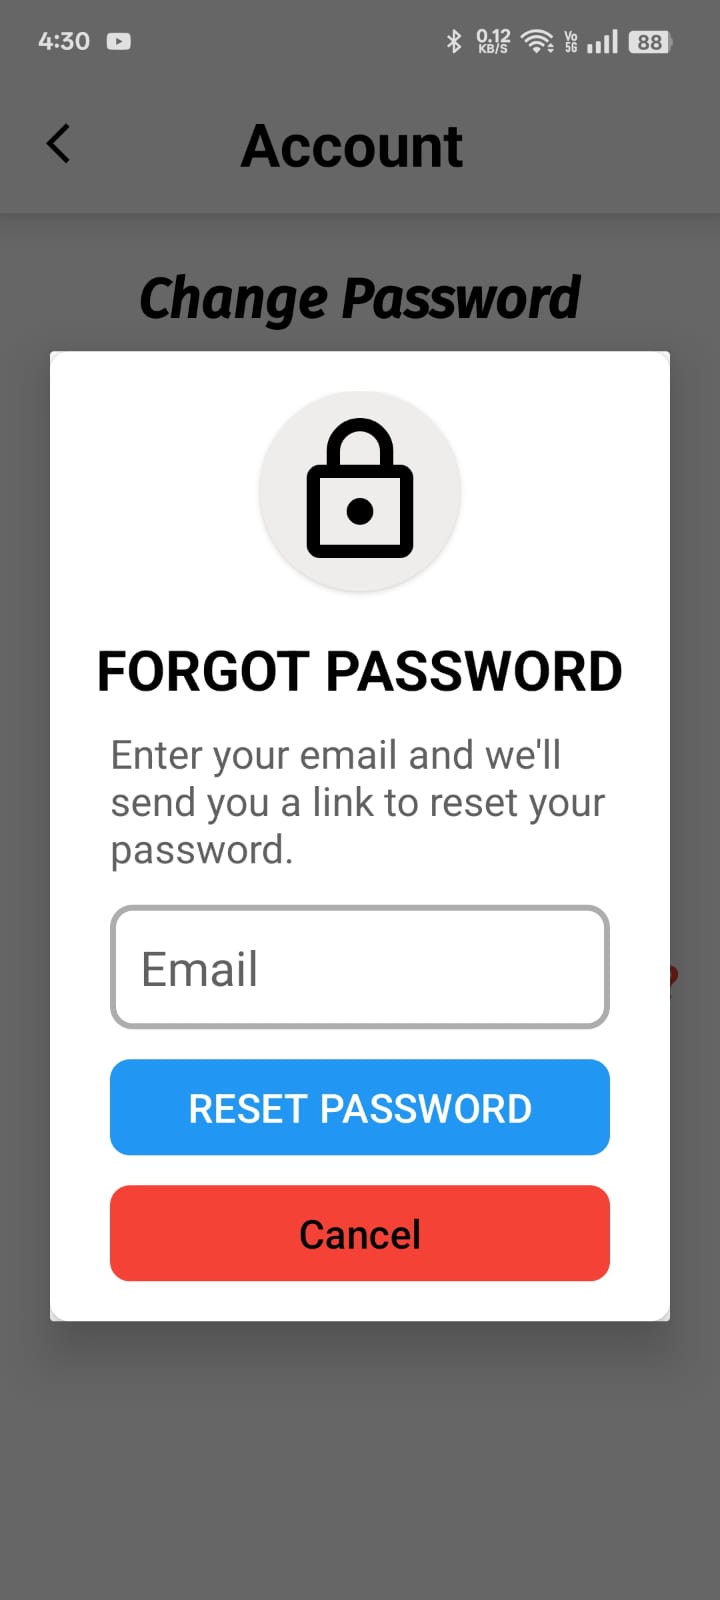 4:30
0.12
KB/S
Vo
5G
88
Account
Change Password
FORGOT PASSWORD
Enter your email and we'll
send you a link to reset your
password.
Email
RESET PASSWORD
Cancel